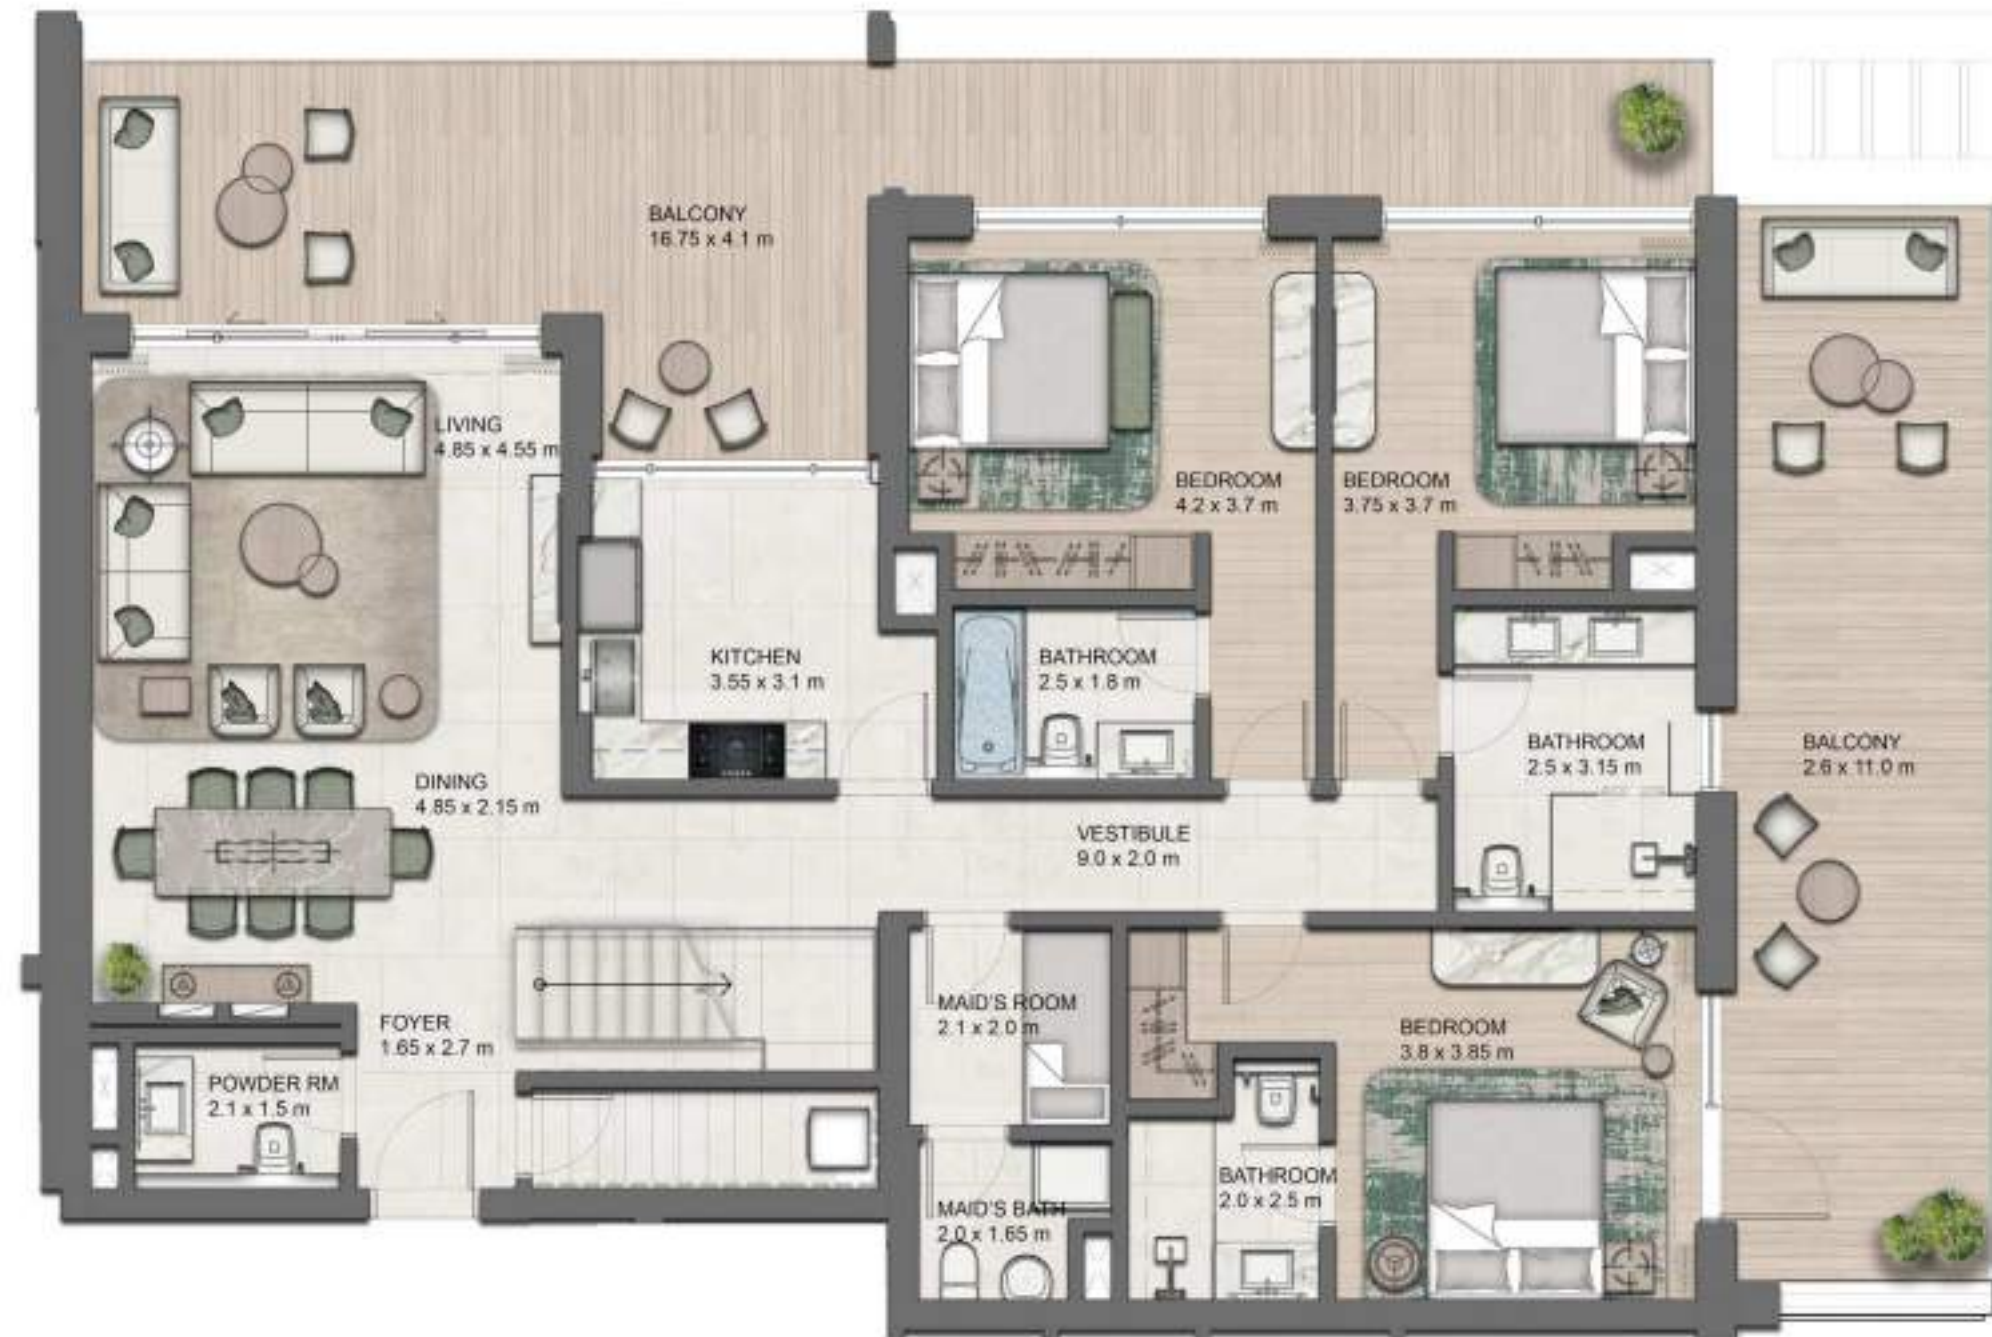 BALCONY
16.75 x 4.1 m
LIVING
4.85 x 4.55 m
BEDROOM
4.2 x 3.7 m
BEDROOM
3.75 x 3.7 m
KITCHEN
3.55 x 3.1 m
BATHROOM
2.5 x 1.8 m
BATHROOM
2.5 x 3.15 m
BALCONY
2.6 x 11.0 m
DINING
4.85 x 2.15 m
VESTIBULE
9.0 x 2.0 m
MAID'S ROOM
2.1 x 2.0 m
FOYER
1.65 x 2.7 m
BEDROOM
3.8 x 3.85 m
POWDER RM
2.1 x 1.5 m
BATHROOM
2.0 x 2.5 m
MAID'S BATH
2.0 x 1.65 m